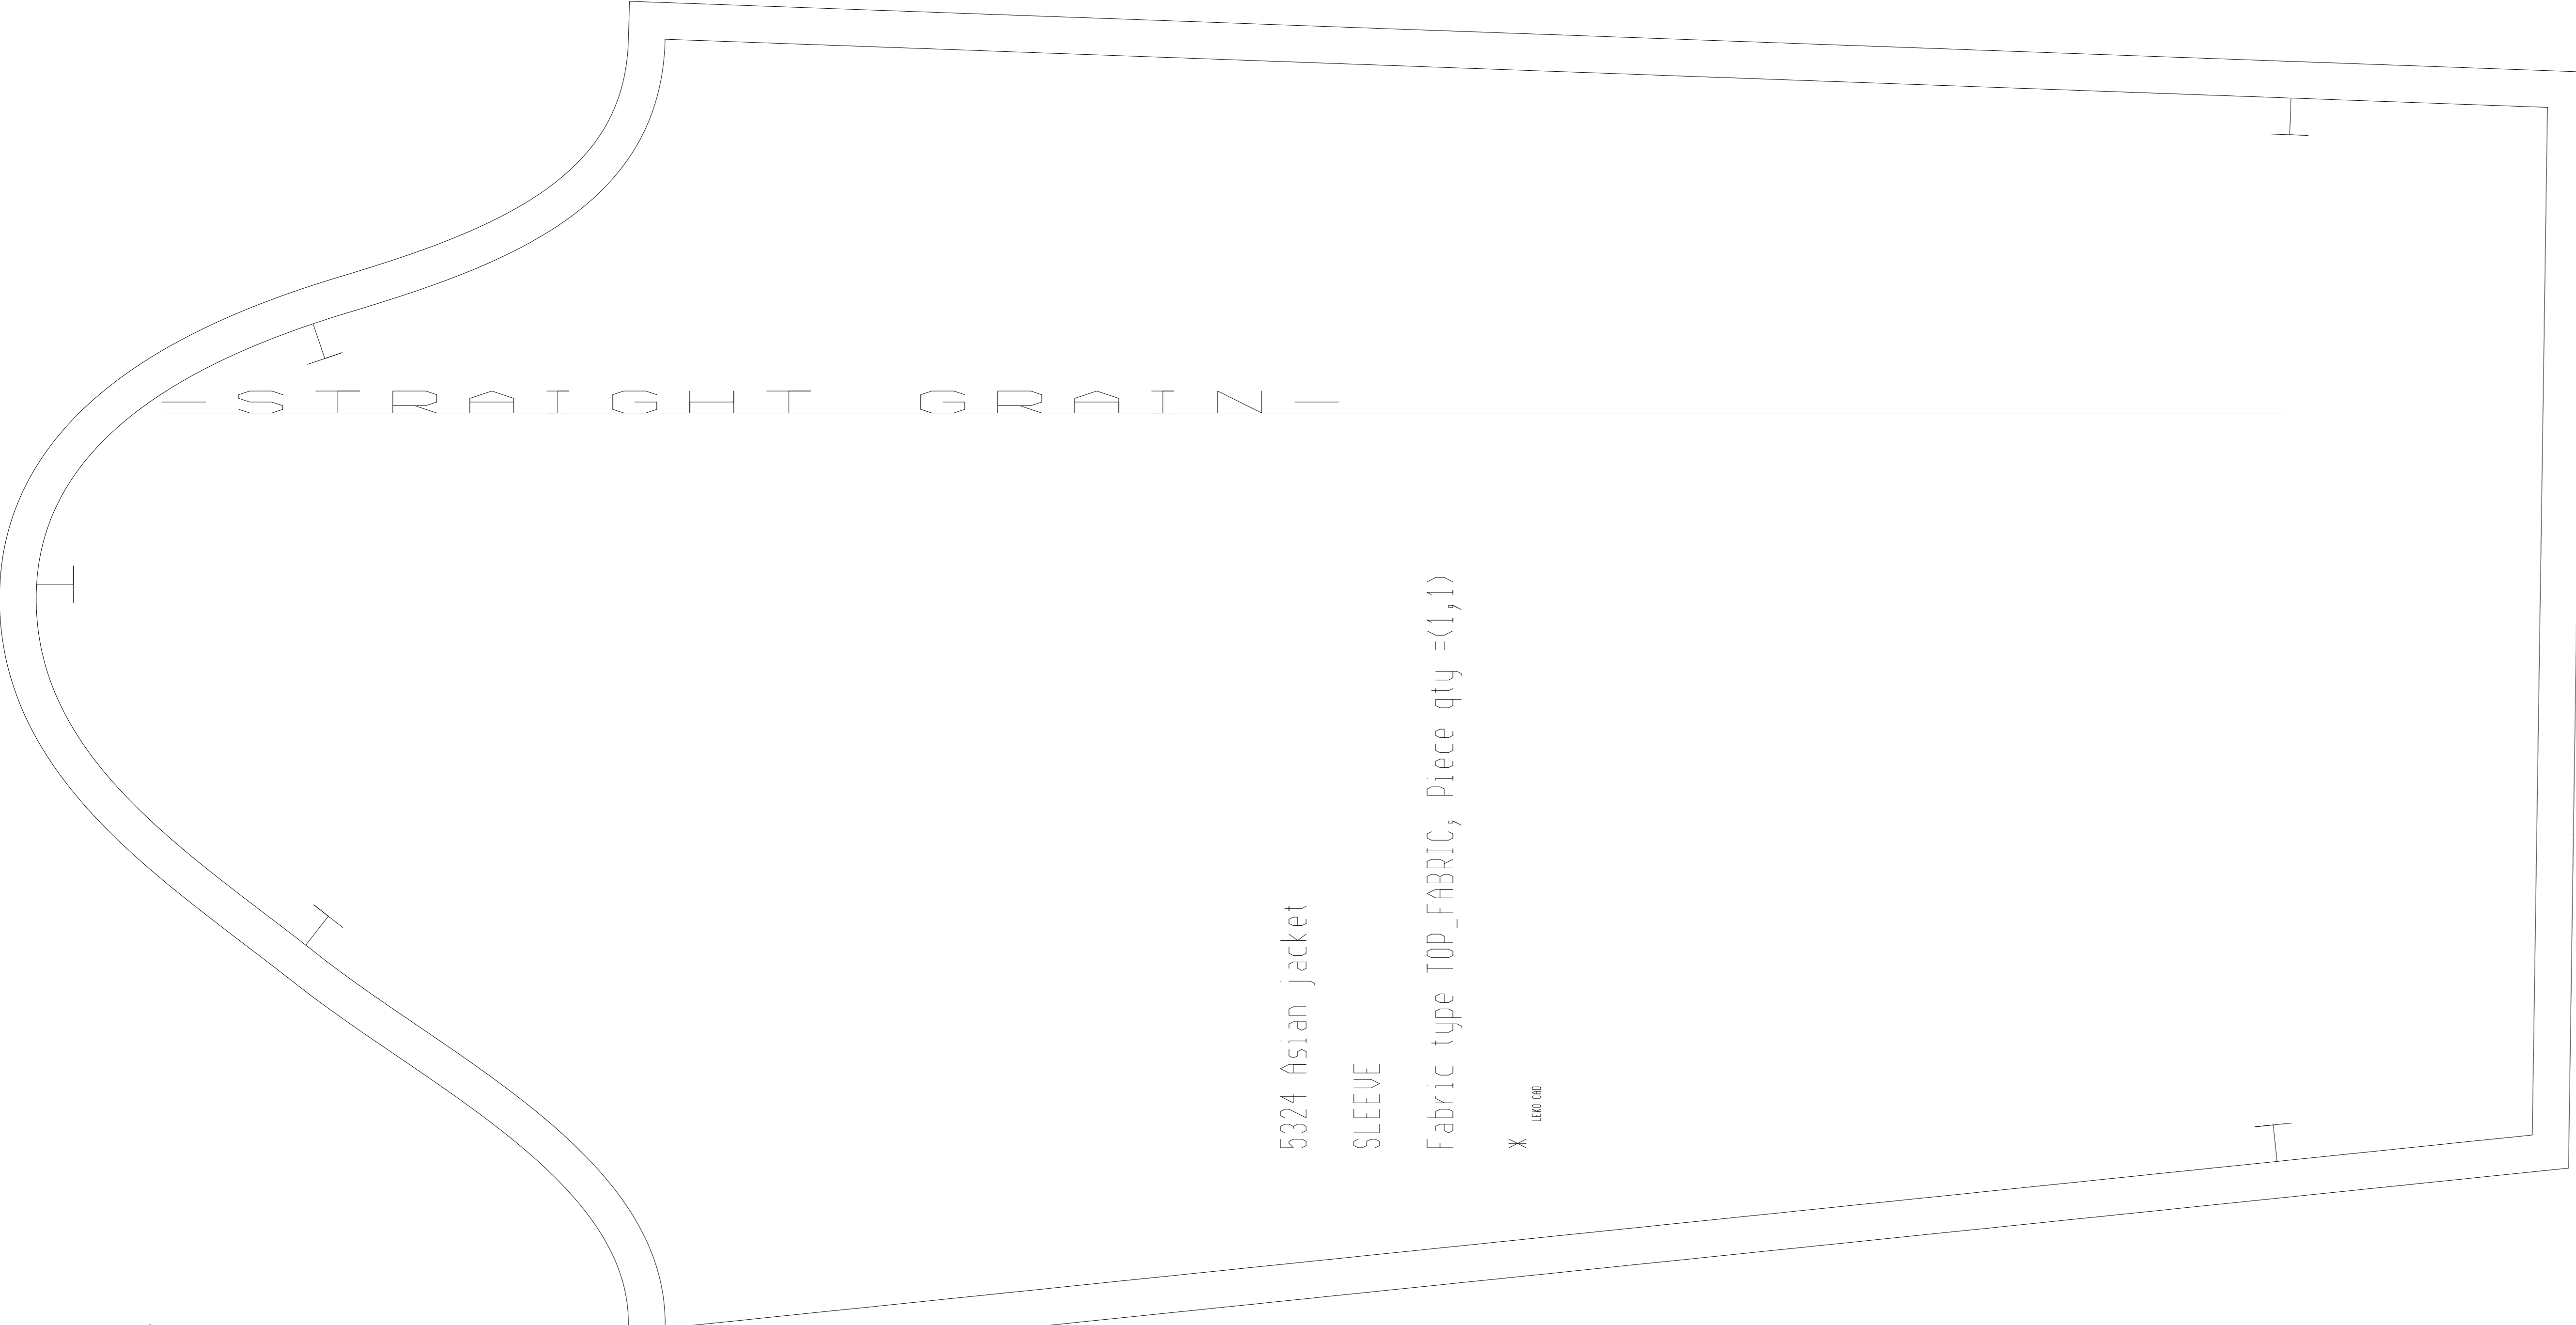 -STRAIGHT GRAIN-
5324 Asian jacket
SLEEVE
Fabric type TOP_FABRIC, Piece qty =(1,1)
*
LEKO CAD